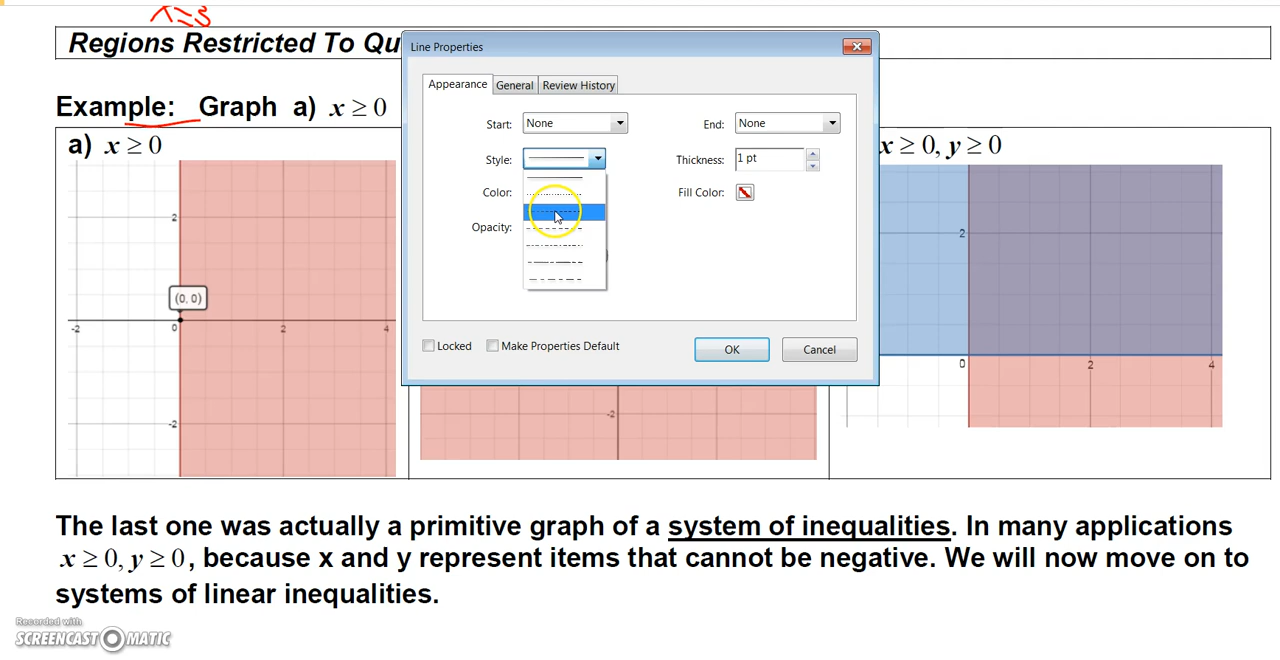 x=3
Regions Restricted To Qu
Line Properties
Appearance General Review History
Example: Graph a) x ≥ 0
Start: None End: None
a) x ≥ 0
Style: Thickness: 1 pt
x ≥ 0, y ≥ 0
Color: Fill Color:
Opacity:
2
2
(0, 0)
-2 0 2 4
Locked Make Properties Default OK Cancel
0 2 4
-2
-2
The last one was actually a primitive graph of a system of inequalities. In many applications
x ≥ 0, y ≥ 0, because x and y represent items that cannot be negative. We will now move on to
systems of linear inequalities.
Recorded with
SCREENCAST MATIC